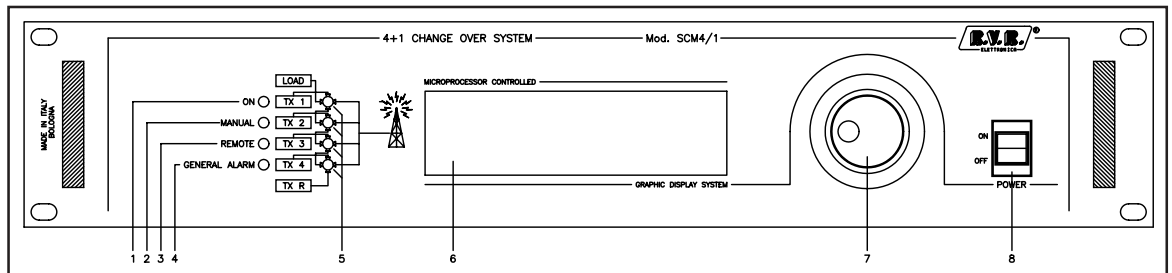 4+1 CHANGE OVER SYSTEM
Mod. SCM4/1
R.V.R.®
ELETTRONICA
MADE IN ITALY
BOLOGNA
LOAD
ON
TX 1
MANUAL
TX 2
REMOTE
TX 3
GENERAL ALARM
TX 4
TX R
MICROPROCESSOR CONTROLLED
GRAPHIC DISPLAY SYSTEM
ON
OFF
POWER
1 2 3 4 5 6 7 8